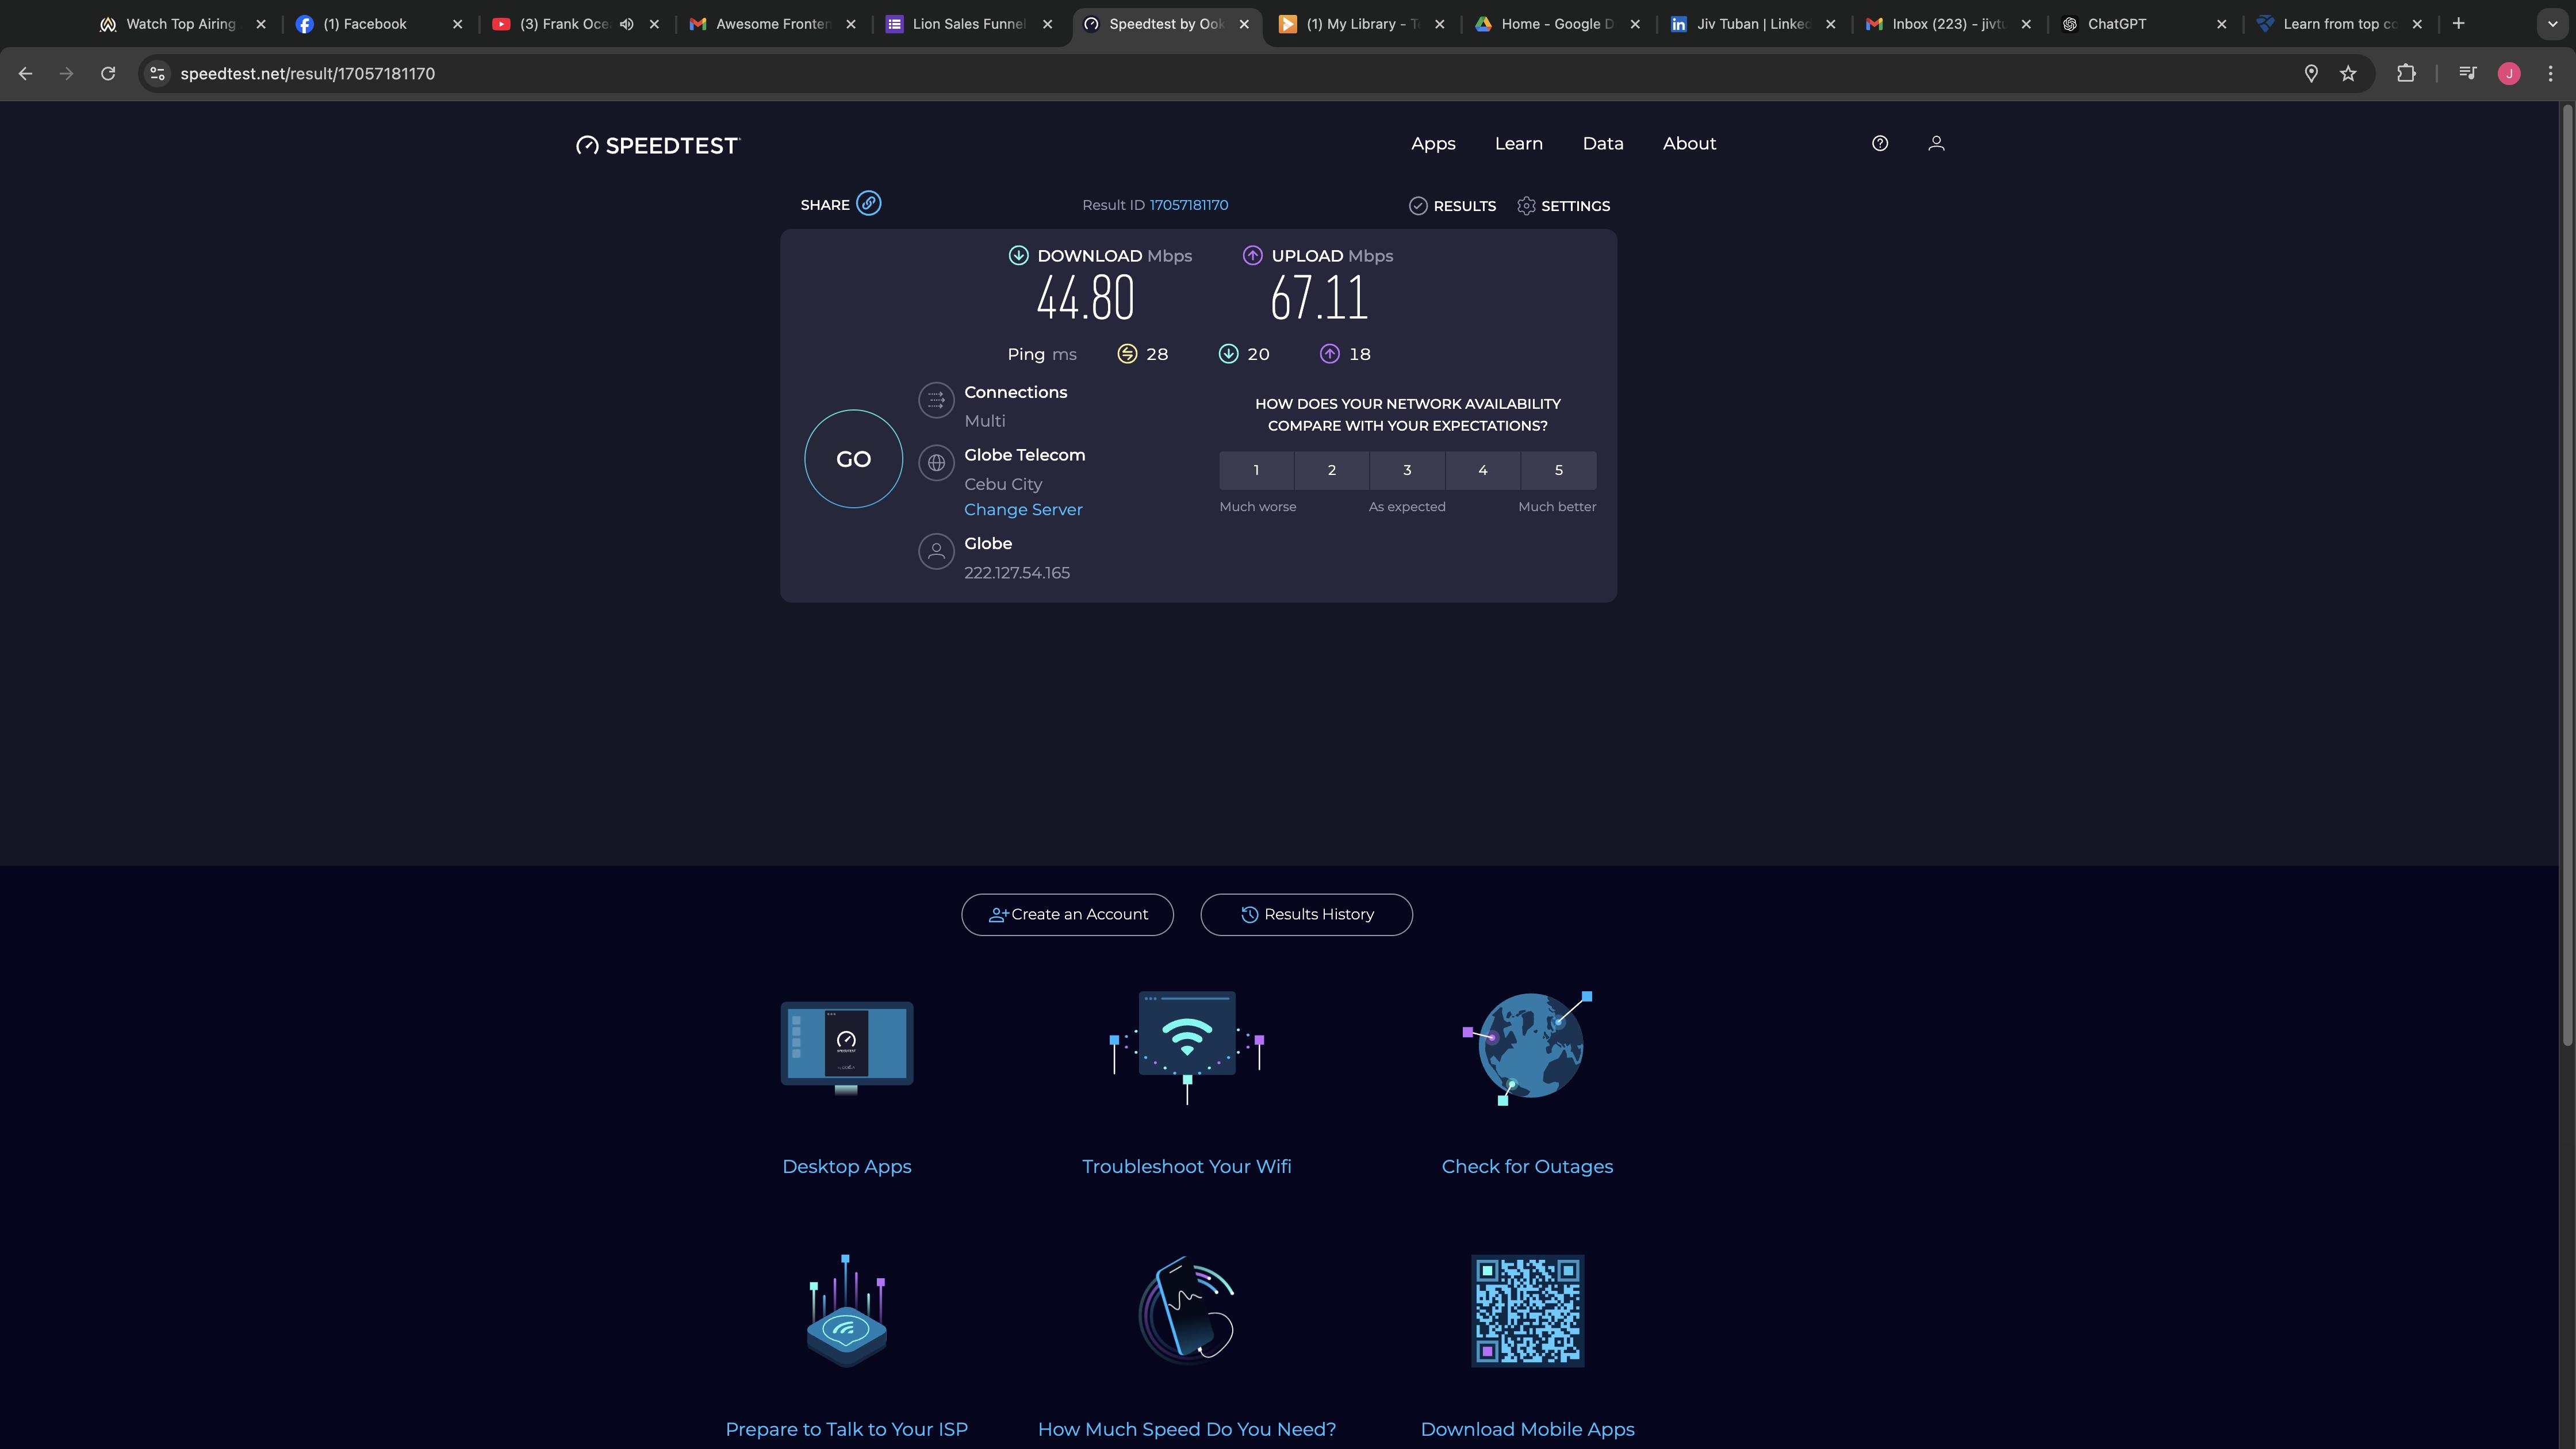 Watch Top Airing
(1) Facebook
(3) Frank Oce
Awesome Fronten
Lion Sales Funnel
Speedtest by Ook
(1) My Library - T
Home - Google D
Jiv Tuban | Linked
Inbox (223) - jivtu
ChatGPT
Learn from top co
speedtest.net/result/17057181170
J
SPEEDTEST
Apps Learn Data About
SHARE
Result ID 17057181170
RESULTS SETTINGS
DOWNLOAD Mbps
44.80
UPLOAD Mbps
67.11
Ping ms 28 20 18
GO
Connections
Multi
Globe Telecom
Cebu City
Change Server
Globe
222.127.54.165
HOW DOES YOUR NETWORK AVAILABILITY
COMPARE WITH YOUR EXPECTATIONS?
1 2 3 4 5
Much worse As expected Much better
Create an Account
Results History
SPEEDTEST
Desktop Apps
Troubleshoot Your Wifi
Check for Outages
Prepare to Talk to Your ISP
How Much Speed Do You Need?
Download Mobile Apps